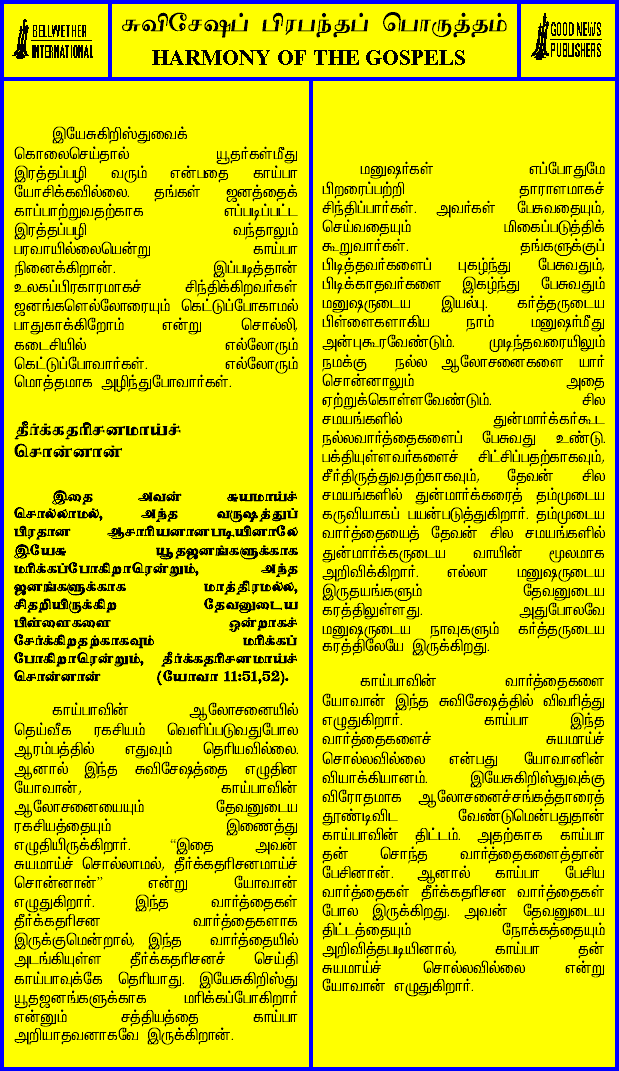 BELLWETHER
INTERNATIONAL
சுவிசேஷப் பிரபந்தப் பொருத்தம்
HARMONY OF THE GOSPELS
GOOD NEWS
PUBLISHERS
இயேசுகிறிஸ்துவைக்
கொலைசெய்தால் யூதர்கள்மீது
இரத்தப்பழி வரும் என்பதை காய்பா
யோசிக்கவில்லை. தங்கள் ஜனத்தைக்
காப்பாற்றுவதற்காக எப்படிப்பட்ட
இரத்தப்பழி வந்தாலும்
பரவாயில்லையென்று காய்பா
நினைக்கிறான். இப்படித்தான்
உலகப்பிரகாரமாகச் சிந்திக்கிறவர்கள்
ஜனங்களெல்லோரையும் கெட்டுப்போகாமல்
பாதுகாக்கிறோம் என்று சொல்லி,
கடைசியில் எல்லோரும்
கெட்டுப்போவார்கள். எல்லோரும்
மொத்தமாக அழிந்துபோவார்கள்.
தீர்க்கதரிசனமாய்ச்
சொன்னான்
இதை அவன் சுயமாய்ச்
சொல்லாமல், அந்த வருஷத்துப்
பிரதான ஆசாரியனானபடியினாலே
இயேசு யூதஜனங்களுக்காக
மரிக்கப்போகிறாரென்றும், அந்த
ஜனங்களுக்காக மாத்திரமல்ல,
சிதறியிருக்கிற தேவனுடைய
பிள்ளைகளை ஒன்றாகச்
சேர்க்கிறதற்காகவும் மரிக்கப்
போகிறாரென்றும், தீர்க்கதரிசனமாய்ச்
சொன்னான் (யோவா 11:51,52).
காய்பாவின் ஆலோசனையில்
தெய்வீக ரகசியம் வெளிப்படுவதுபோல
ஆரம்பத்தில் எதுவும் தெரியவில்லை.
ஆனால் இந்த சுவிசேஷத்தை எழுதின
யோவான், காய்பாவின்
ஆலோசனையையும் தேவனுடைய
ரகசியத்தையும் இணைத்து
எழுதியிருக்கிறார். “இதை அவன்
சுயமாய்ச் சொல்லாமல், தீர்க்கதரிசனமாய்ச்
சொன்னான்” என்று யோவான்
எழுதுகிறார். இந்த வார்த்தைகள்
தீர்க்கதரிசன வார்த்தைகளாக
இருக்குமென்றால், இந்த வார்த்தையில்
அடங்கியுள்ள தீர்க்கதரிசனச் செய்தி
காய்பாவுக்கே தெரியாது. இயேசுகிறிஸ்து
யூதஜனங்களுக்காக மரிக்கப்போகிறார்
என்னும் சத்தியத்தை காய்பா
அறியாதவனாகவே இருக்கிறான்.
மனுஷர்கள் எப்போதுமே
பிறரைப்பற்றி தாராளமாகச்
சிந்திப்பார்கள். அவர்கள் பேசுவதையும்,
செய்வதையும் மிகைப்படுத்திக்
கூறுவார்கள். தங்களுக்குப்
பிடித்தவர்களைப் புகழ்ந்து பேசுவதும்,
பிடிக்காதவர்களை இகழ்ந்து பேசுவதும்
மனுஷருடைய இயல்பு. கர்த்தருடைய
பிள்ளைகளாகிய நாம் மனுஷர்மீது
அன்புகூரவேண்டும். முடிந்தவரையிலும்
நமக்கு நல்ல ஆலோசனைகளை யார்
சொன்னாலும் அதை
ஏற்றுக்கொள்ளவேண்டும். சில
சமயங்களில் துன்மார்க்கர்கூட
நல்லவார்த்தைகளைப் பேசுவது உண்டு.
பக்தியுள்ளவர்களைச் சிட்சிப்பதற்காகவும்,
சீர்திருத்துவதற்காகவும், தேவன் சில
சமயங்களில் துன்மார்க்கரைத் தம்முடைய
கருவியாகப் பயன்படுத்துகிறார். தம்முடைய
வார்த்தையைத் தேவன் சில சமயங்களில்
துன்மார்க்கருடைய வாயின் மூலமாக
அறிவிக்கிறார். எல்லா மனுஷருடைய
இருதயங்களும் தேவனுடைய
கரத்திலுள்ளது. அதுபோலவே
மனுஷருடைய நாவுகளும் கர்த்தருடைய
கரத்திலேயே இருக்கிறது.
காய்பாவின் வார்த்தைகளை
யோவான் இந்த சுவிசேஷத்தில் விவரித்து
எழுதுகிறார். காய்பா இந்த
வார்த்தைகளைச் சுயமாய்ச்
சொல்லவில்லை என்பது யோவானின்
வியாக்கியானம். இயேசுகிறிஸ்துவுக்கு
விரோதமாக ஆலோசனைச்சங்கத்தாரைத்
தூண்டிவிட வேண்டுமென்பதுதான்
காய்பாவின் திட்டம். அதற்காக காய்பா
தன் சொந்த வார்த்தைகளைத்தான்
பேசினான். ஆனால் காய்பா பேசிய
வார்த்தைகள் தீர்க்கதரிசன வார்த்தைகள்
போல இருக்கிறது. அவன் தேவனுடைய
திட்டத்தையும் நோக்கத்தையும்
அறிவித்தபடியினால், காய்பா தன்
சுயமாய்ச் சொல்லவில்லை என்று
யோவான் எழுதுகிறார்.